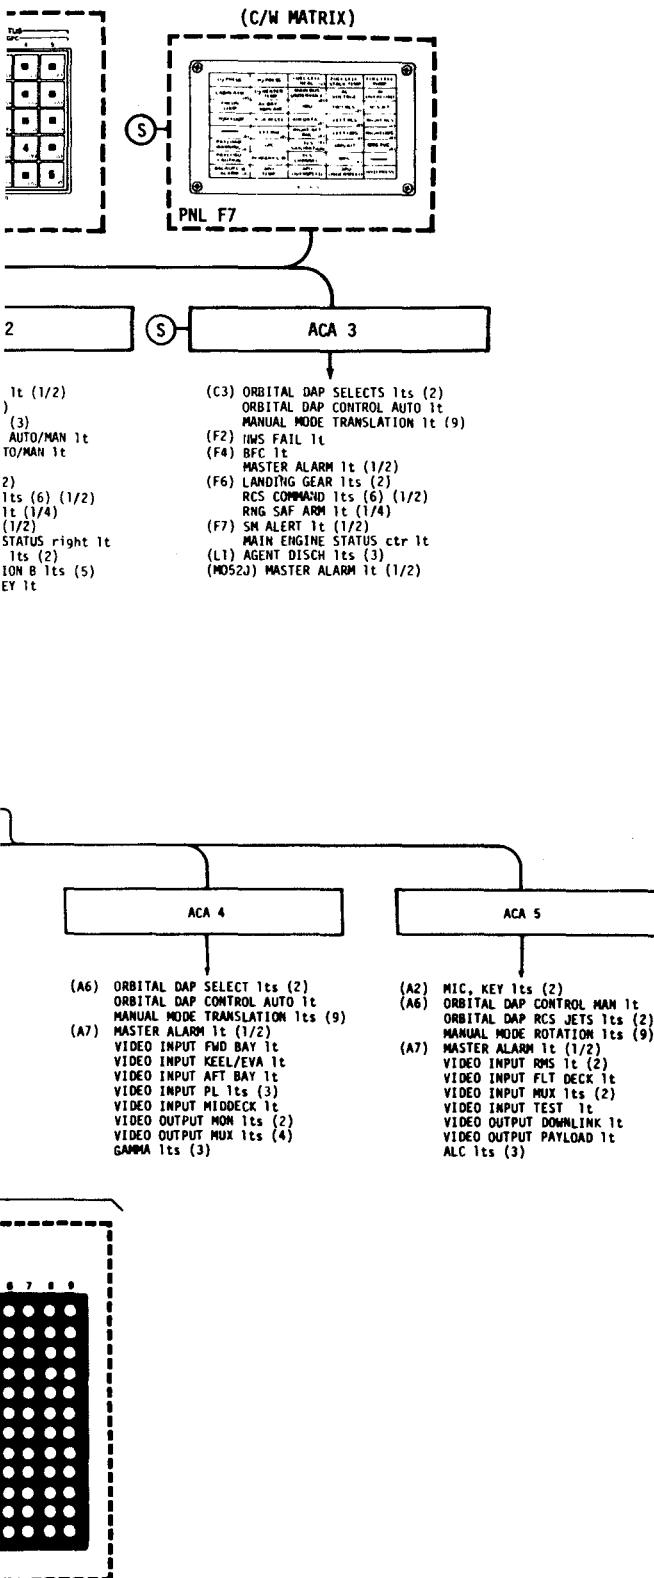 (C/W MATRIX)
S
PNL F7
4
6
2
S
ACA 3
lt (1/2)
)
(3)
AUTO/MAN lt
TO/MAN lt
2)
lts (6) (1/2)
lt (1/4)
(1/2)
STATUS right lt
lts (2)
ION B lts (5)
EY lt
(C3) ORBITAL DAP SELECTS lts (2)
ORBITAL DAP CONTROL AUTO lt
MANUAL MODE TRANSLATION lt (9)
(F2) NWS FAIL lt
(F4) BFC lt
MASTER ALARM lt (1/2)
(F6) LANDING GEAR lts (2)
RCS COMMAND lts (6) (1/2)
RNG SAF ARM lt (1/4)
(F7) SM ALERT lt (1/2)
MAIN ENGINE STATUS ctr lt
(L1) AGENT DISCH lts (3)
(MO52J) MASTER ALARM lt (1/2)
ACA 4
ACA 5
(A6) ORBITAL DAP SELECT lts (2)
ORBITAL DAP CONTROL AUTO lt
MANUAL MODE TRANSLATION lts (9)
(A7) MASTER ALARM lt (1/2)
VIDEO INPUT FWD BAY lt
VIDEO INPUT KEEL/EVA lt
VIDEO INPUT AFT BAY lt
VIDEO INPUT PL lts (3)
VIDEO INPUT MIDDECK lt
VIDEO OUTPUT MON lts (2)
VIDEO OUTPUT MUX lts (4)
GAMMA lts (3)
(A2) MIC, KEY lts (2)
(A6) ORBITAL DAP CONTROL MAN lt
ORBITAL DAP RCS JETS lts (2)
MANUAL MODE ROTATION lts (9)
(A7) MASTER ALARM lt (1/2)
VIDEO INPUT RMS lt (2)
VIDEO INPUT FLT DECK lt
VIDEO INPUT MUX lts (2)
VIDEO INPUT TEST lt
VIDEO OUTPUT DOWNLINK lt
VIDEO OUTPUT PAYLOAD lt
ALC lts (3)
6 7 8 9